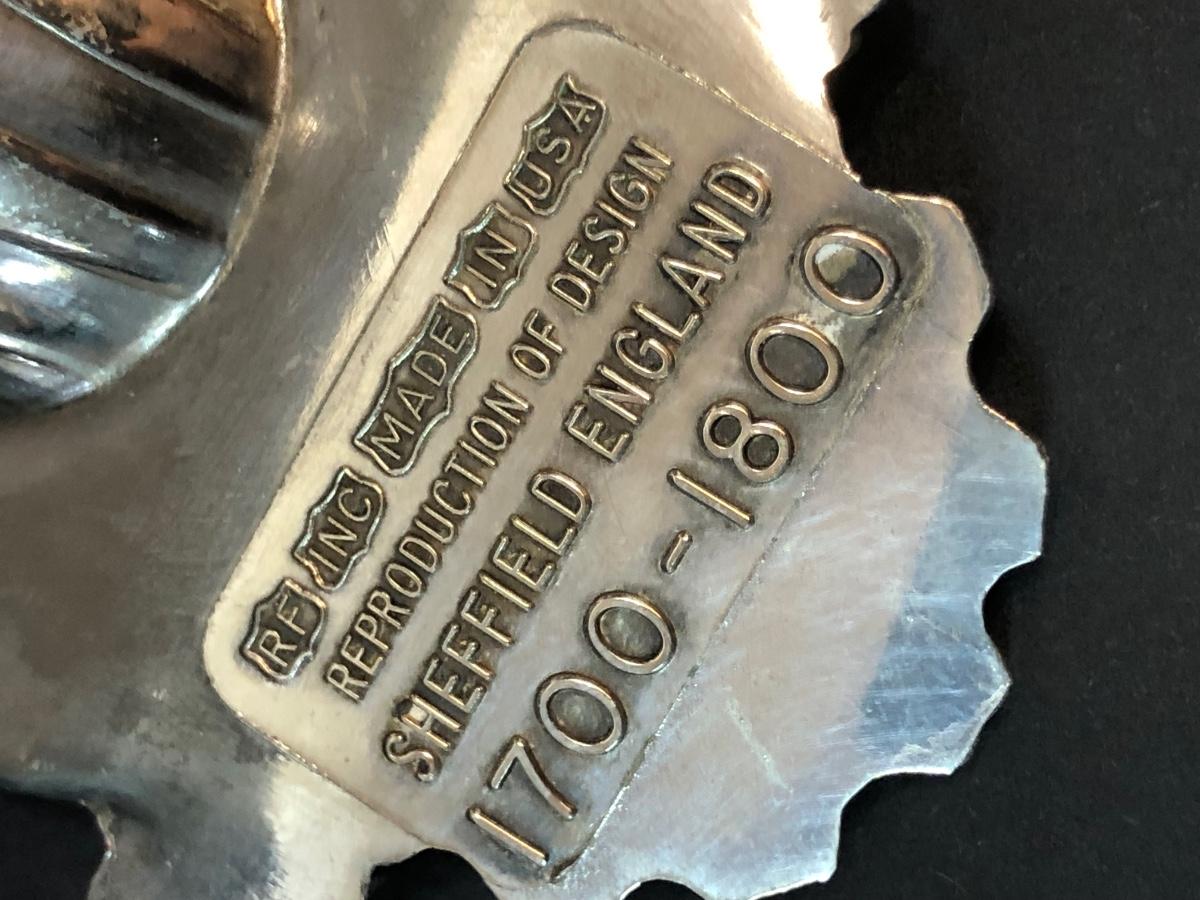 RF INC MADE IN USA
REPRODUCTION OF DESIGN
SHEFFIELD ENGLAND
1700-1800